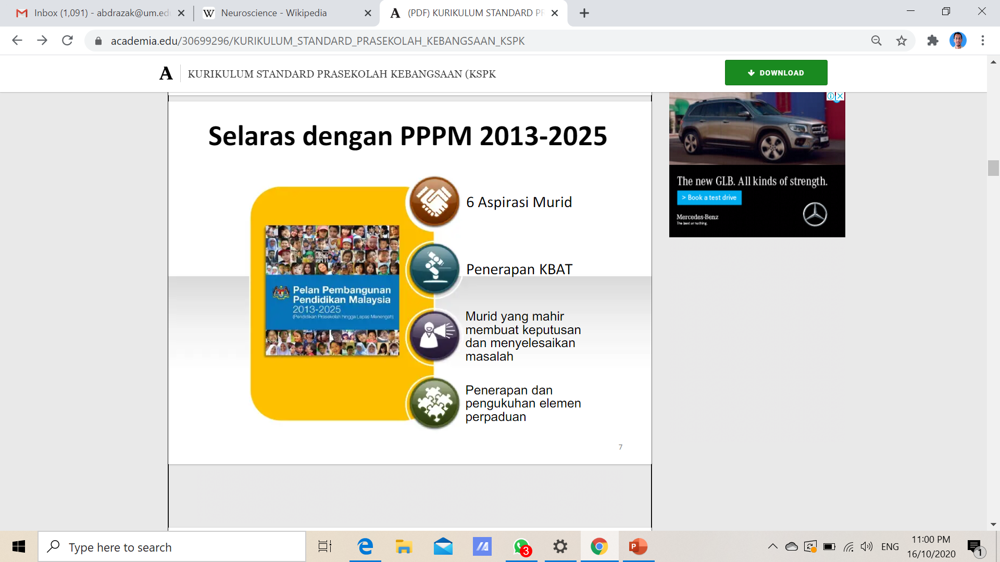 Inbox (1,091) - abdrazak@um.ed
Neuroscience - Wikipedia
(PDF) KURIKULUM STANDARD PR
academia.edu/30699296/KURIKULUM_STANDARD_PRASEKOLAH_KEBANGSAAN_KSPK
A
KURIKULUM STANDARD PRASEKOLAH KEBANGSAAN (KSPK
DOWNLOAD
Selaras dengan PPPM 2013-2025
6 Aspirasi Murid
Penerapan KBAT
Pelan Pembangunan
Pendidikan Malaysia
2013-2025
(Pendidikan Prasekolah hingga Lepas Menengah)
Murid yang mahir
membuat keputusan
dan menyelesaikan
masalah
Penerapan dan
pengukuhan elemen
perpaduan
7
The new GLB. All kinds of strength.
> Book a test drive
Mercedes-Benz
The best or nothing.
Type here to search
3
ENG
11:00 PM
16/10/2020
1